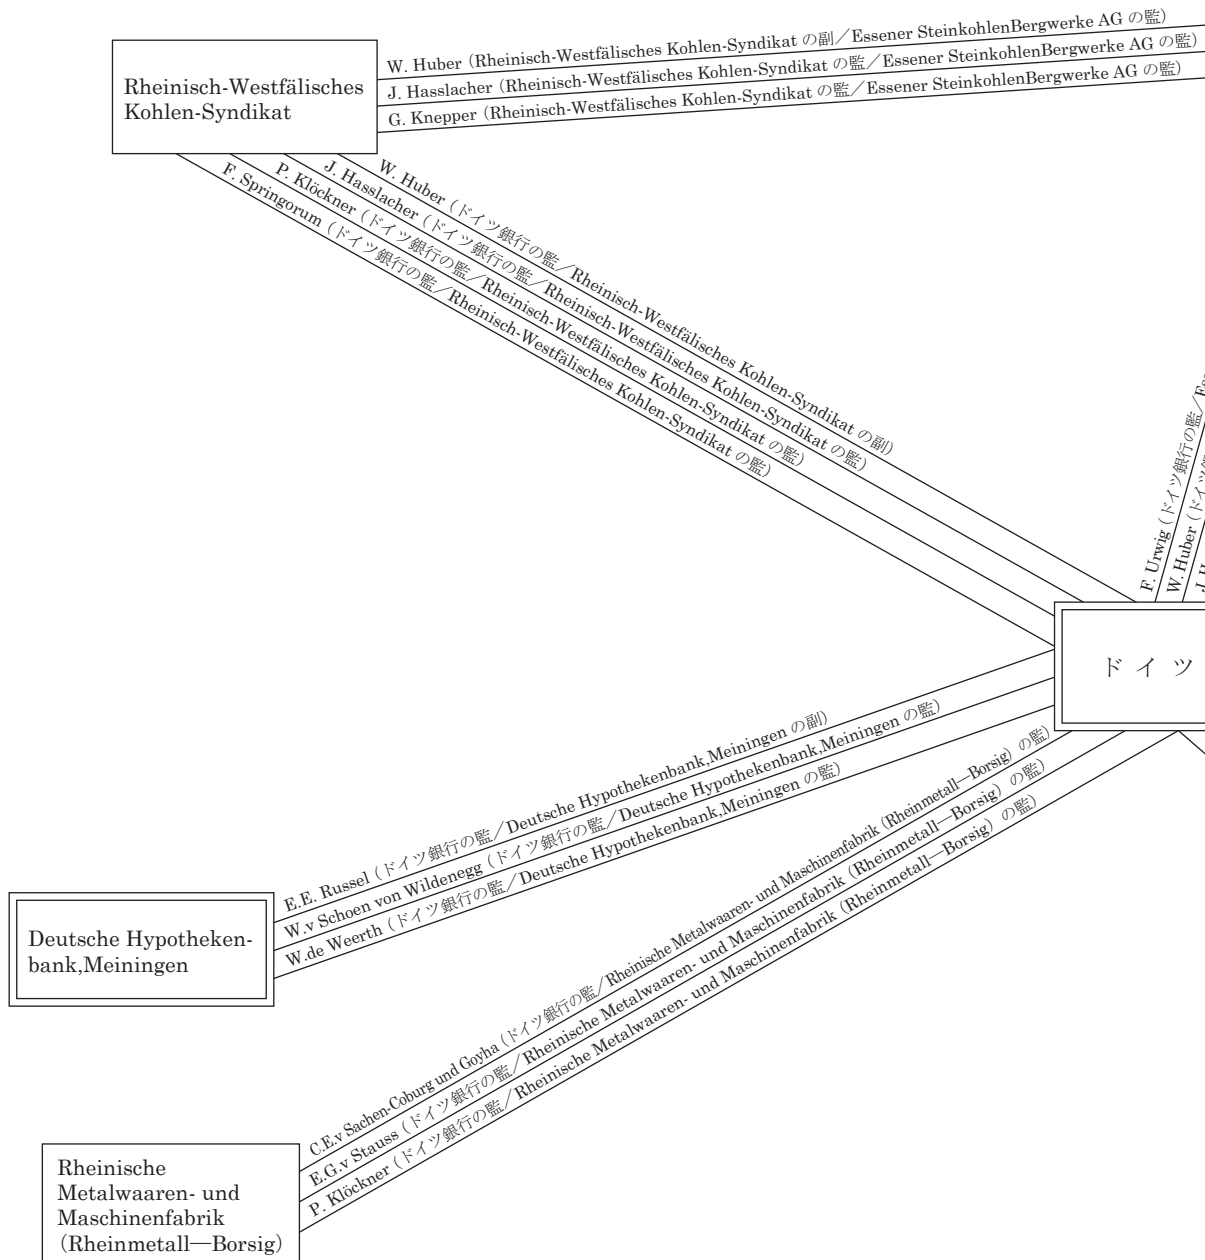 Rheinisch-Westfälisches
Kohlen-Syndikat
W. Huber（Rheinisch-Westfälisches Kohlen-Syndikat の副／Essener SteinkohlenBergwerke AG の監）
J. Hasslacher（Rheinisch-Westfälisches Kohlen-Syndikat の監／Essener SteinkohlenBergwerke AG の監）
G. Knepper（Rheinisch-Westfälisches Kohlen-Syndikat の監／Essener SteinkohlenBergwerke AG の監）
W. Huber（ドイツ銀行の監／Rheinisch-Westfälisches Kohlen-Syndikat の副）
J. Hasslacher（ドイツ銀行の監／Rheinisch-Westfälisches Kohlen-Syndikat の監）
P. Klöckner（ドイツ銀行の監／Rheinisch-Westfälisches Kohlen-Syndikat の監）
F. Springorum（ドイツ銀行の監／Rheinisch-Westfälisches Kohlen-Syndikat の監）
F. Urwig（ドイツ銀行の監／Es
W. Huber（ドイツ銀
ドイツ
E.E. Russel（ドイツ銀行の監／Deutsche Hypothekenbank,Meiningen の副）
W.v Schoen von Wildenegg（ドイツ銀行の監／Deutsche Hypothekenbank,Meiningen の監）
W.de Weerth（ドイツ銀行の監／Deutsche Hypothekenbank,Meiningen の監）
Deutsche Hypotheken-
bank,Meiningen
C.E.v Sachen-Coburg und Goyha（ドイツ銀行の監／Rheinische Metalwaaren- und Maschinenfabrik (Rheinmetall—Borsig) の監）
E.G.v Stauss（ドイツ銀行の監／Rheinische Metalwaaren- und Maschinenfabrik (Rheinmetall—Borsig) の監）
P. Klöckner（ドイツ銀行の監／Rheinische Metalwaaren- und Maschinenfabrik (Rheinmetall—Borsig) の監）
Rheinische
Metalwaaren- und
Maschinenfabrik
(Rheinmetall—Borsig)